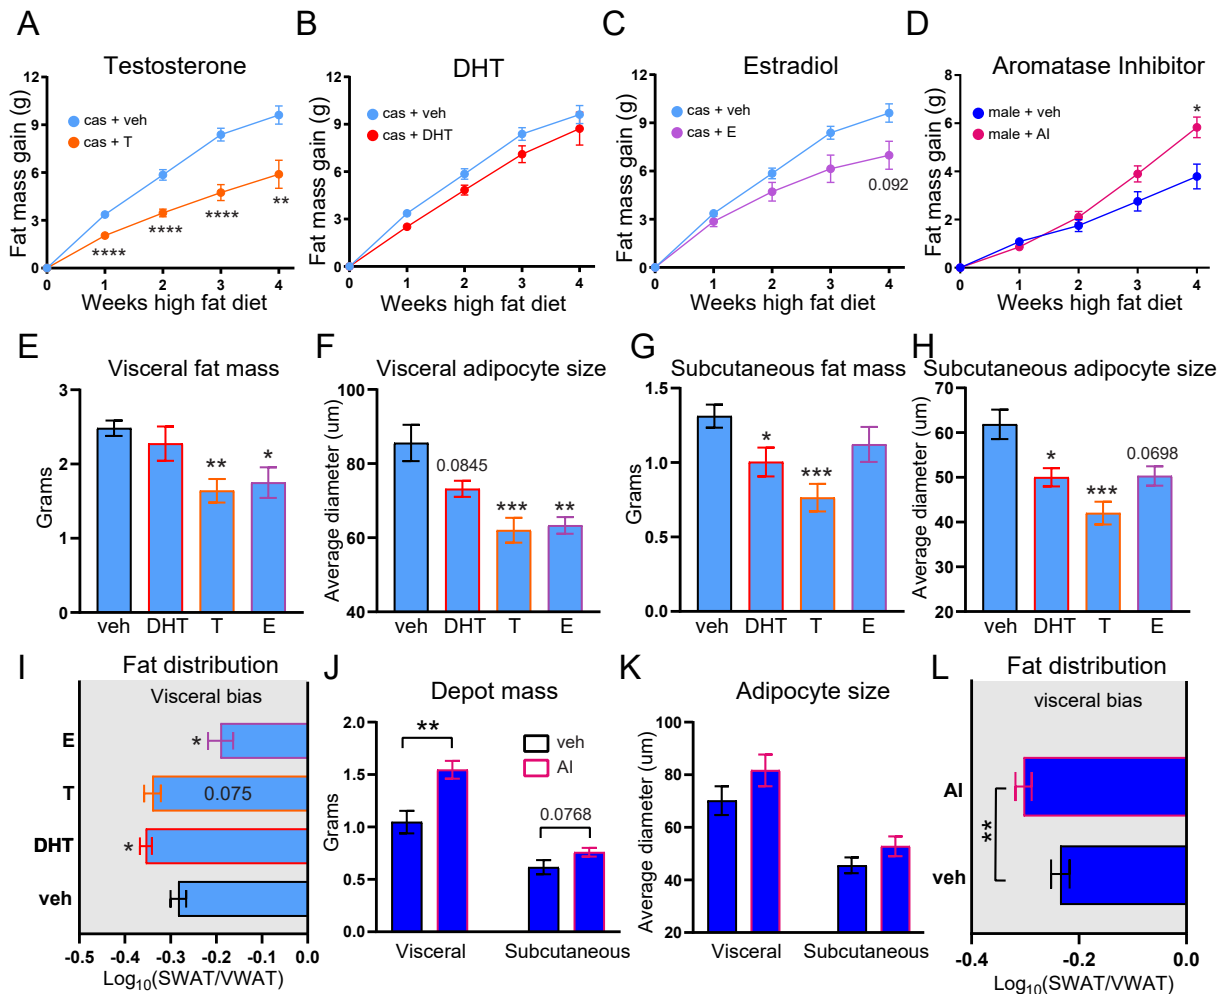 A
Testosterone
Fat mass gain (g)
12
9
6
3
0
cas + veh
cas + T
****
****
****
**
0 1 2 3 4
Weeks high fat diet
B
DHT
Fat mass gain (g)
12
9
6
3
0
cas + veh
cas + DHT
0 1 2 3 4
Weeks high fat diet
C
Estradiol
Fat mass gain (g)
12
9
6
3
0
cas + veh
cas + E
0.092
0 1 2 3 4
Weeks high fat diet
D
Aromatase Inhibitor
Fat mass gain (g)
8
6
4
2
0
male + veh
male + AI
*
0 1 2 3 4
Weeks high fat diet
E
Visceral fat mass
Grams
3
2
1
0
**
*
veh DHT T E
F
Visceral adipocyte size
Average diameter (um)
100
80
60
40
0.0845
***
**
veh DHT T E
G
Subcutaneous fat mass
Grams
1.5
1.0
0.5
0.0
*
***
veh DHT T E
H
Subcutaneous adipocyte size
Average diameter (um)
70
60
50
40
30
20
*
***
0.0698
veh DHT T E
I
Fat distribution
Visceral bias
E
*
T
0.075
DHT
*
veh
-0.5 -0.4 -0.3 -0.2 -0.1 0.0
Log10(SWAT/VWAT)
J
Depot mass
Grams
2.0
1.5
1.0
0.5
0.0
**
veh
AI
0.0768
Visceral Subcutaneous
K
Adipocyte size
Average diameter (um)
100
80
60
40
20
Visceral Subcutaneous
L
Fat distribution
visceral bias
AI
**
veh
-0.4 -0.2 0.0
Log10(SWAT/VWAT)